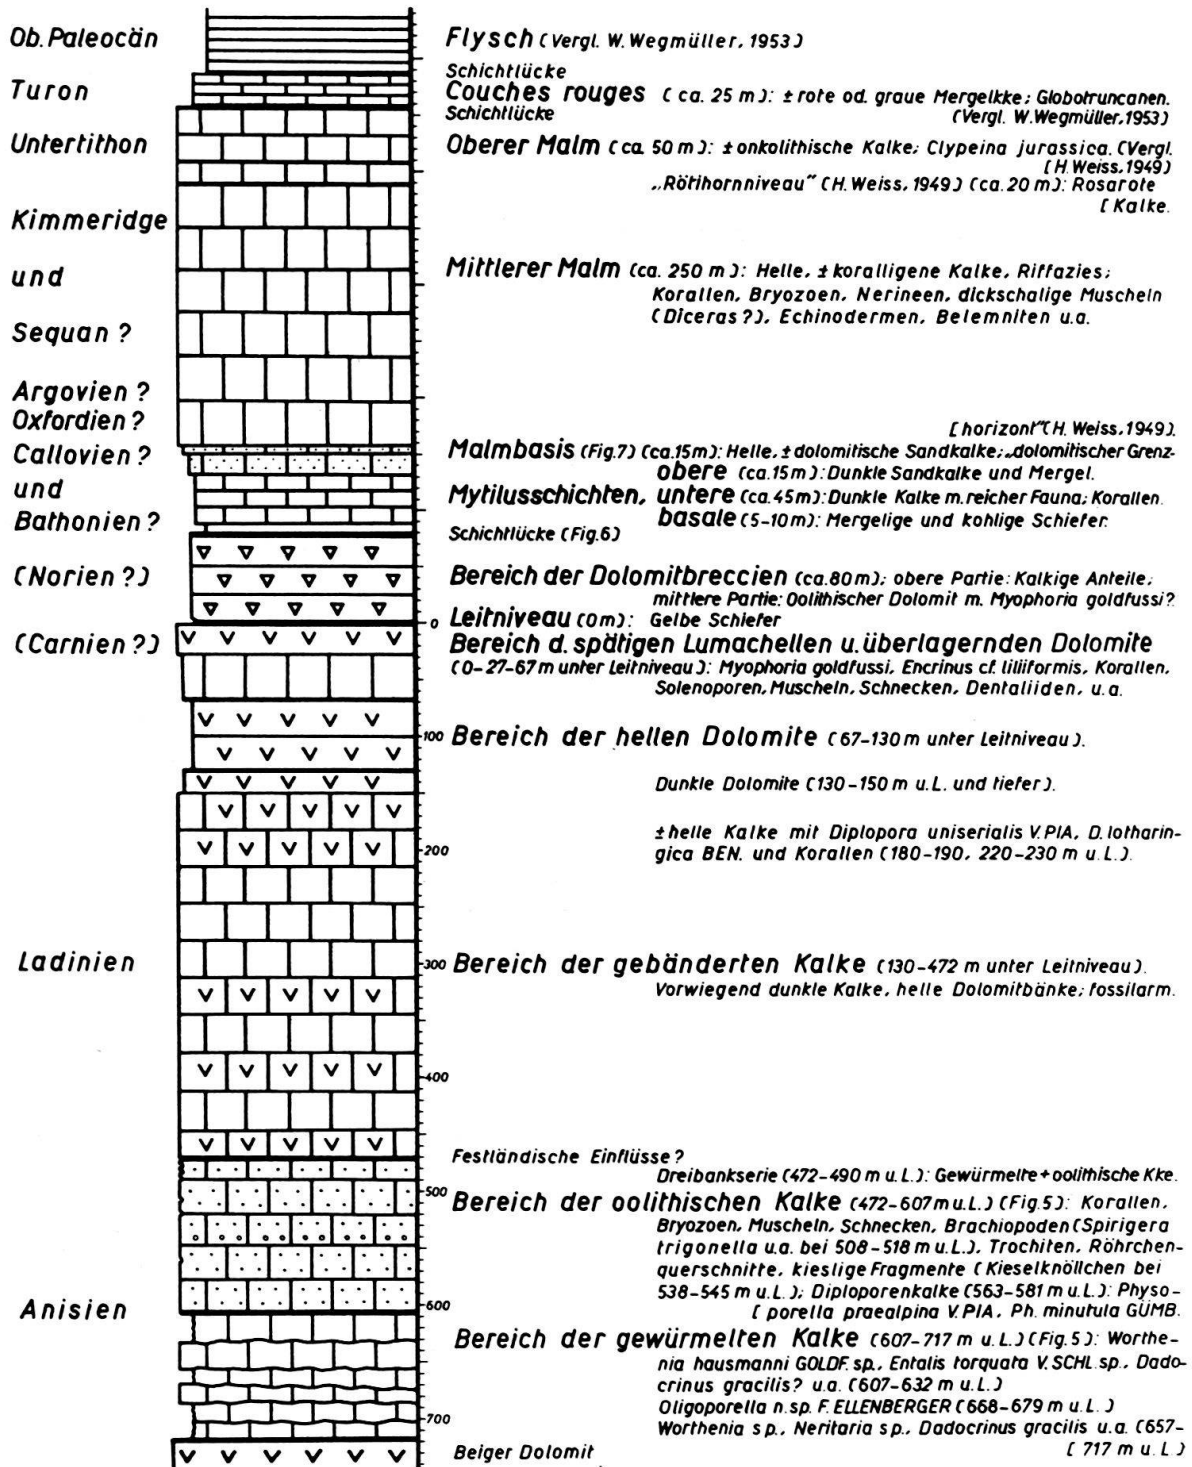 Ob. Paleocän
Flysch (Vergl. W. Wegmüller, 1953)
Schichtlücke
Turon
Couches rouges (ca. 25 m): ± rote od. graue Mergelkke; Globotruncanen.
Schichtlücke
(Vergl. W. Wegmüller, 1953)
Untertithon
Oberer Malm (ca. 50 m): ± onkolithische Kalke; Clypeina jurassica. (Vergl.
[H. Weiss, 1949)
„Rötihornniveau" (H. Weiss, 1949) (ca. 20 m): Rosarote
[Kalke.
Kimmeridge
und
Mittlerer Malm (ca. 250 m): Helle, ± koralligene Kalke, Riffazies;
Korallen, Bryozoen, Nerineen, dickschalige Muscheln
(Diceras?), Echinodermen, Belemniten u.a.
Sequan ?
Argovien ?
Oxfordien ?
[horizont" (H. Weiss, 1949).
Callovien ?
Malmbasis (Fig. 7) (ca. 15 m): Helle, ± dolomitische Sandkalke; „dolomitischer Grenz-
obere (ca. 15 m): Dunkle Sandkalke und Mergel.
und
Mytilusschichten, untere (ca. 45 m): Dunkle Kalke m. reicher Fauna; Korallen.
Bathonien ?
basale (5-10 m): Mergelige und kohlige Schiefer.
Schichtlücke (Fig. 6)
(Norien ?)
Bereich der Dolomitbreccien (ca. 80 m); obere Partie: Kalkige Anteile;
mittlere Partie: Oolithischer Dolomit m. Myophoria goldfussi?
0
Leitniveau (0m): Gelbe Schiefer
(Carnien ?)
Bereich d. spätigen Lumachellen u. überlagernden Dolomite
(0-27-67 m unter Leitniveau): Myophoria goldfussi, Encrinus cf. liliiformis, Korallen,
Solenoporen, Muscheln, Schnecken, Dentaliiden, u.a.
100
Bereich der hellen Dolomite (67-130 m unter Leitniveau).
Dunkle Dolomite (130-150 m u.L. und tiefer).
± helle Kalke mit Diplopora uniserialis V. PIA, D. lotharin-
gica BEN. und Korallen (180-190, 220-230 m u.L.).
200
Ladinien
300
Bereich der gebänderten Kalke (130-472 m unter Leitniveau).
Vorwiegend dunkle Kalke, helle Dolomitbänke; fossilarm.
400
Festländische Einflüsse ?
Dreibankserie (472-490 m u.L.): Gewürmelte + oolithische Kke.
500
Bereich der oolithischen Kalke (472-607 m u.L.) (Fig. 5): Korallen,
Bryozoen, Muscheln, Schnecken, Brachiopoden (Spirigera
trigonella u.a. bei 508-518 m u.L.), Trochiten, Röhrchen-
querschnitte, kieslige Fragmente (Kieselknöllchen bei
538-545 m u.L.); Diploporenkalke (563-581 m u.L.): Physo-
Anisien
600
[porella praealpina V. PIA, Ph. minutula GÜMB.
Bereich der gewürmelten Kalke (607-717 m u.L.) (Fig. 5): Worthe-
nia hausmanni GOLDF. sp., Entalis torquata V. SCHL. sp., Dado-
crinus gracilis? u.a. (607-632 m u.L.)
Oligoporella n.sp. F. ELLENBERGER (668-679 m u.L.)
700
Worthenia sp., Neritaria sp., Dadocrinus gracilis u.a. (657-
[717 m u.L.)
Beiger Dolomit